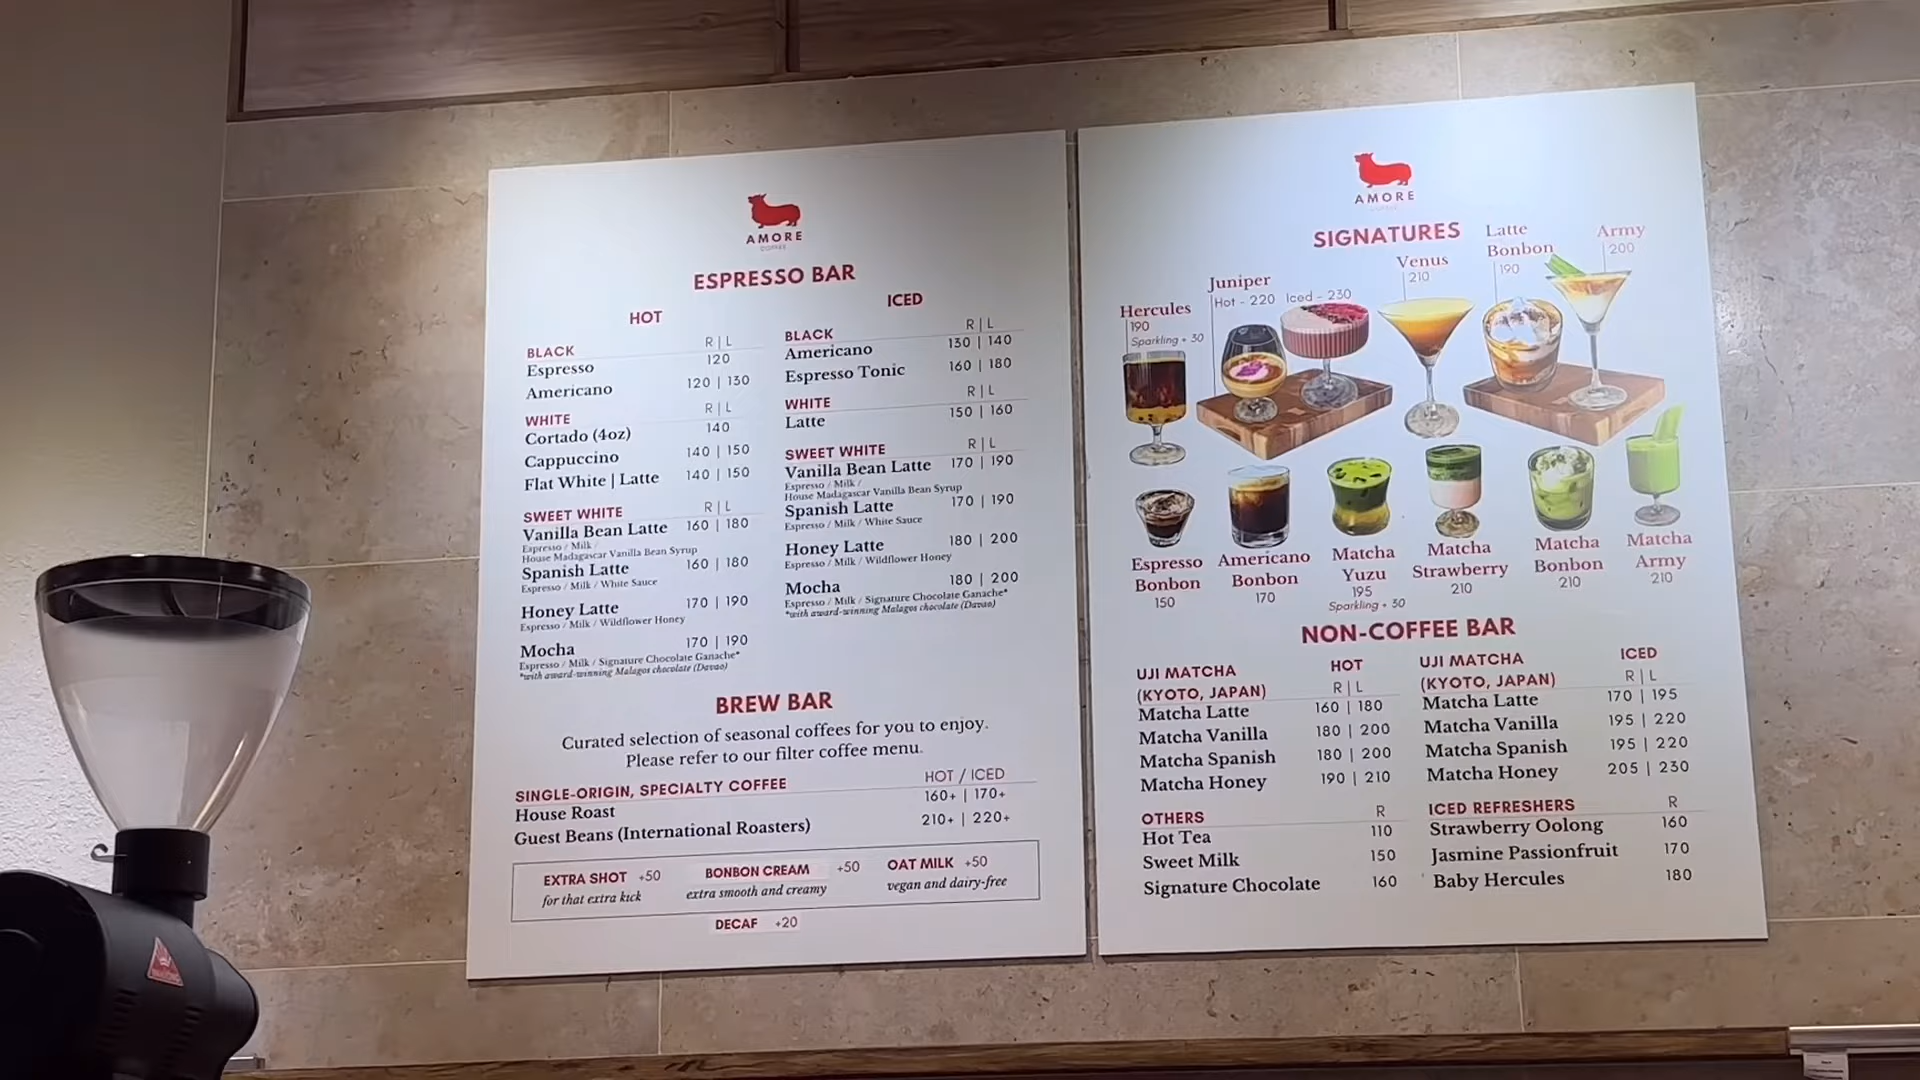 AMORE
COFFEE
ESPRESSO BAR
HOT
BLACK R | L
Espresso 120
Americano 120 | 130
WHITE R | L
Cortado (4oz) 140
Cappuccino 140 | 150
Flat White | Latte 140 | 150
SWEET WHITE R | L
Vanilla Bean Latte 160 | 180
Espresso / Milk /
House Madagascar Vanilla Bean Syrup
Spanish Latte 160 | 180
Espresso / Milk / White Sauce
Honey Latte 170 | 190
Espresso / Milk / Wildflower Honey
Mocha 170 | 190
Espresso / Milk / Signature Chocolate Ganache*
*with award-winning Malagos chocolate (Davao)
ICED
BLACK R | L
Americano 130 | 140
Espresso Tonic 160 | 180
WHITE R | L
Latte 150 | 160
SWEET WHITE R | L
Vanilla Bean Latte 170 | 190
Espresso / Milk /
House Madagascar Vanilla Bean Syrup
Spanish Latte 170 | 190
Espresso / Milk / White Sauce
Honey Latte 180 | 200
Espresso / Milk / Wildflower Honey
Mocha 180 | 200
Espresso / Milk / Signature Chocolate Ganache*
*with award-winning Malagos chocolate (Davao)
BREW BAR
Curated selection of seasonal coffees for you to enjoy.
Please refer to our filter coffee menu.
SINGLE-ORIGIN, SPECIALTY COFFEE HOT / ICED
House Roast 160+ | 170+
Guest Beans (International Roasters) 210+ | 220+
EXTRA SHOT +50
for that extra kick
BONBON CREAM +50
extra smooth and creamy
OAT MILK +50
vegan and dairy-free
DECAF +20
AMORE
SIGNATURES
Hercules
190
Sparkling + 30
Juniper
Hot - 220 Iced - 230
Venus
210
Latte
Bonbon
190
Army
200
Espresso
Bonbon
150
Americano
Bonbon
170
Matcha
Yuzu
195
Sparkling + 30
Matcha
Strawberry
210
Matcha
Bonbon
210
Matcha
Army
210
NON-COFFEE BAR
UJI MATCHA HOT
(KYOTO, JAPAN) R | L
Matcha Latte 160 | 180
Matcha Vanilla 180 | 200
Matcha Spanish 180 | 200
Matcha Honey 190 | 210
UJI MATCHA ICED
(KYOTO, JAPAN) R | L
Matcha Latte 170 | 195
Matcha Vanilla 195 | 220
Matcha Spanish 195 | 220
Matcha Honey 205 | 230
OTHERS R
Hot Tea 110
Sweet Milk 150
Signature Chocolate 160
ICED REFRESHERS R
Strawberry Oolong 160
Jasmine Passionfruit 170
Baby Hercules 180